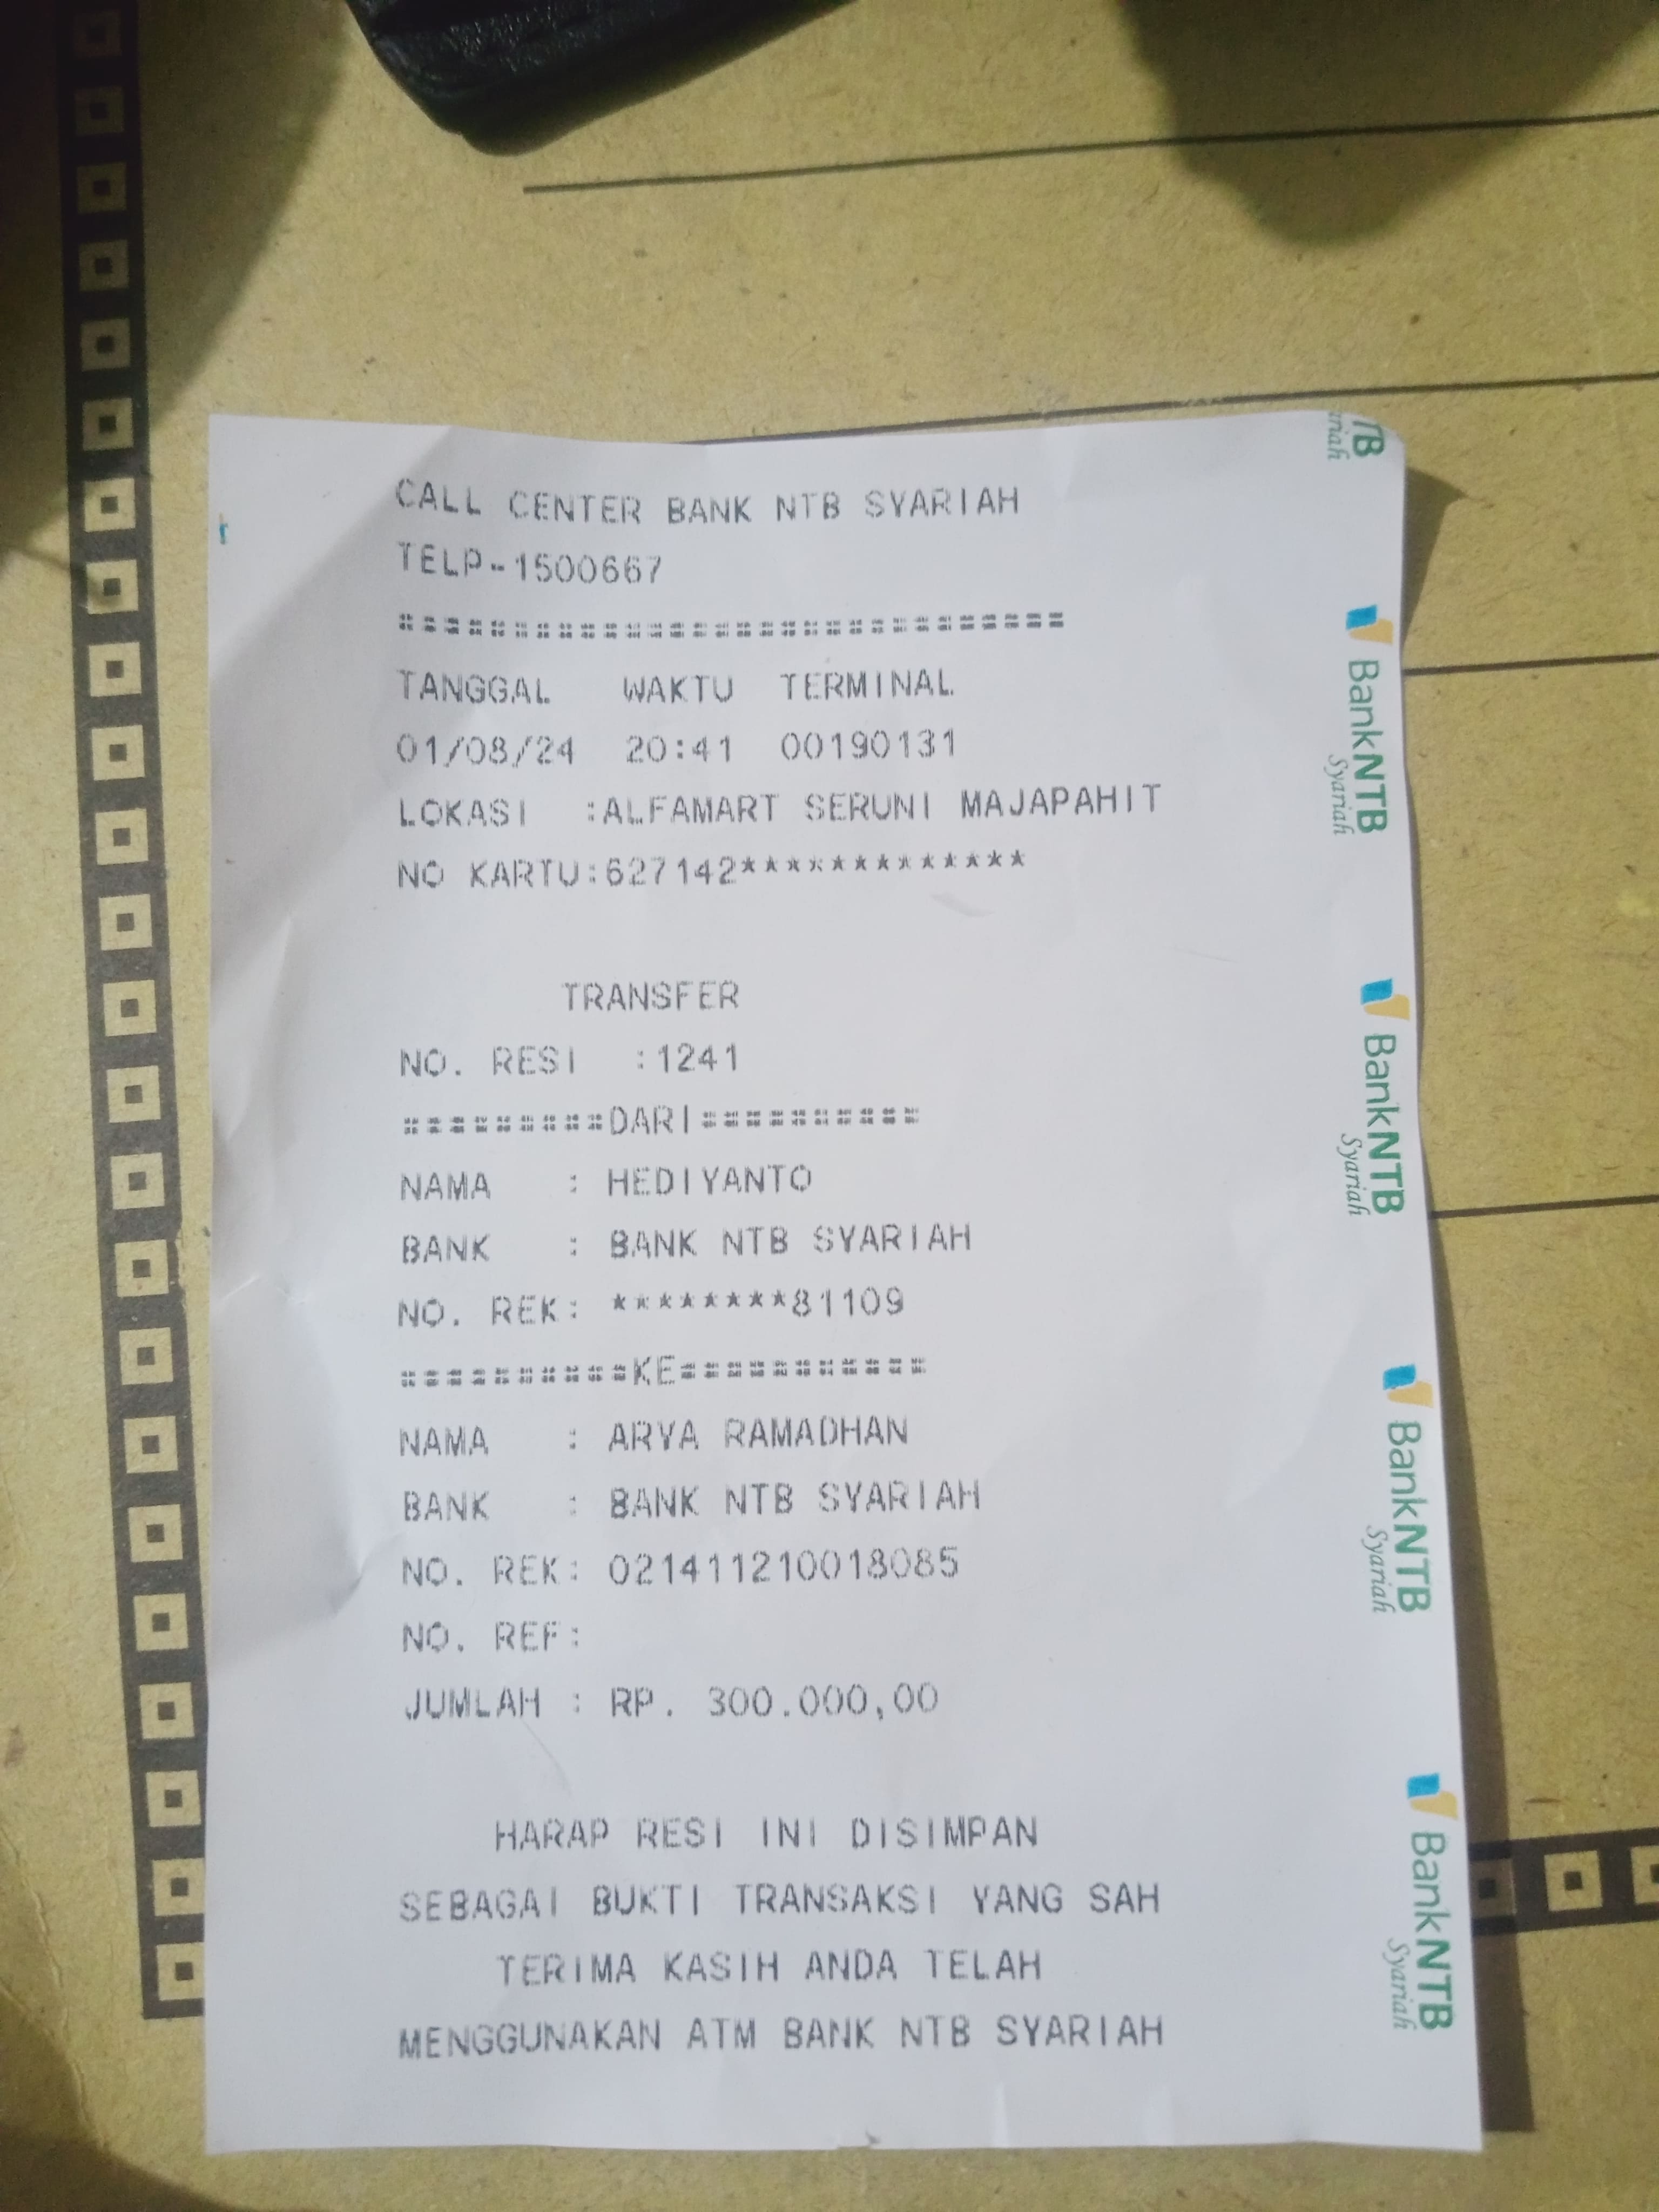 CALL CENTER BANK NTB SYARIAH
TELP-1500667
==============================
TANGGAL WAKTU TERMINAL
01/08/24 20:41 00190131
LOKASI :ALFAMART SERUNI MAJAPAHIT
NO KARTU:627142*************
TRANSFER
NO. RESI :1241
=========DARI==========
NAMA : HEDIYANTO
BANK : BANK NTB SYARIAH
NO. REK: ********81109
==========KE===========
NAMA : ARYA RAMADHAN
BANK : BANK NTB SYARIAH
NO. REK: 021411210018085
NO. REF:
JUMLAH : RP. 300.000,00
HARAP RESI INI DISIMPAN
SEBAGAI BUKTI TRANSAKSI YANG SAH
TERIMA KASIH ANDA TELAH
MENGGUNAKAN ATM BANK NTB SYARIAH
TB
ariah
BankNTB
Syariah
BankNTB
Syariah
BankNTB
Syariah
BankNTB
Syariah